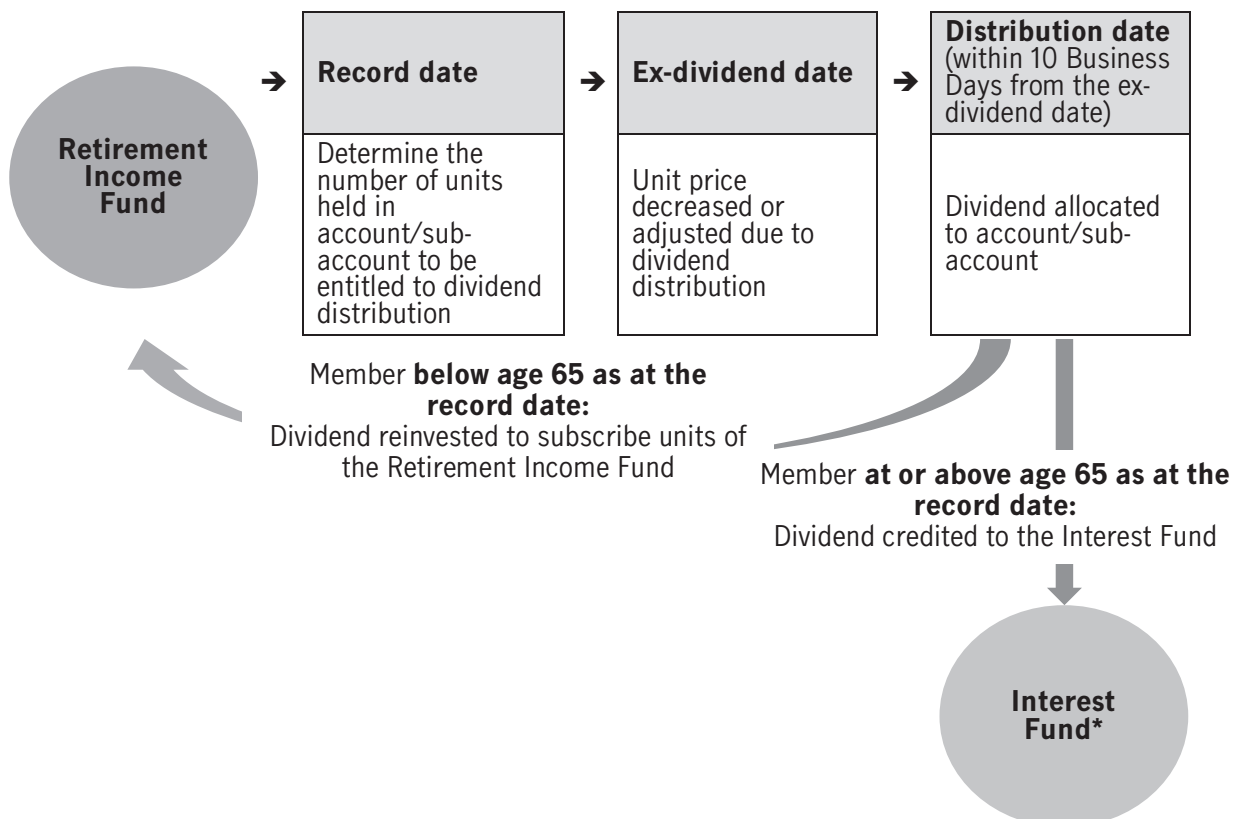 Retirement
Income
Fund
➔
Record date
Determine the
number of units
held in
account/sub-
account to be
entitled to dividend
distribution
➔
Ex-dividend date
Unit price
decreased or
adjusted due to
dividend
distribution
➔
Distribution date
(within 10 Business
Days from the ex-
dividend date)
Dividend allocated
to account/sub-
account
Member below age 65 as at the
record date:
Dividend reinvested to subscribe units of
the Retirement Income Fund
Member at or above age 65 as at the
record date:
Dividend credited to the Interest Fund
Interest
Fund*